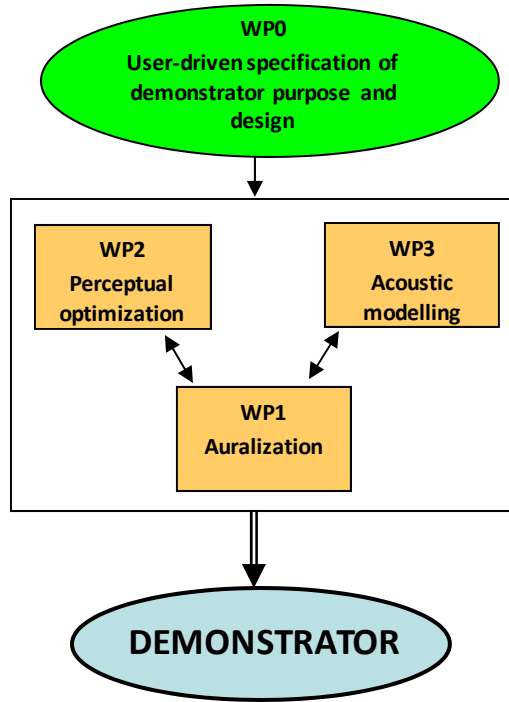 WP0
User-driven specification of
demonstrator purpose and
design
WP2
Perceptual
optimization
WP3
Acoustic
modelling
WP1
Auralization
DEMONSTRATOR